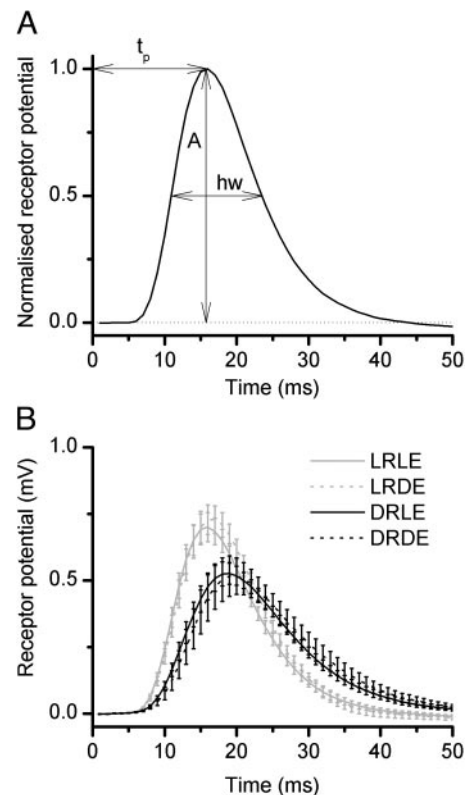 A
t_p
1.0
0.5
0.0
A
hw
Normalised receptor potential
0 10 20 30 40 50
Time (ms)
B
1.0
0.5
0.0
LRLE
LRDE
DRLE
DRDE
Receptor potential (mV)
0 10 20 30 40 50
Time (ms)